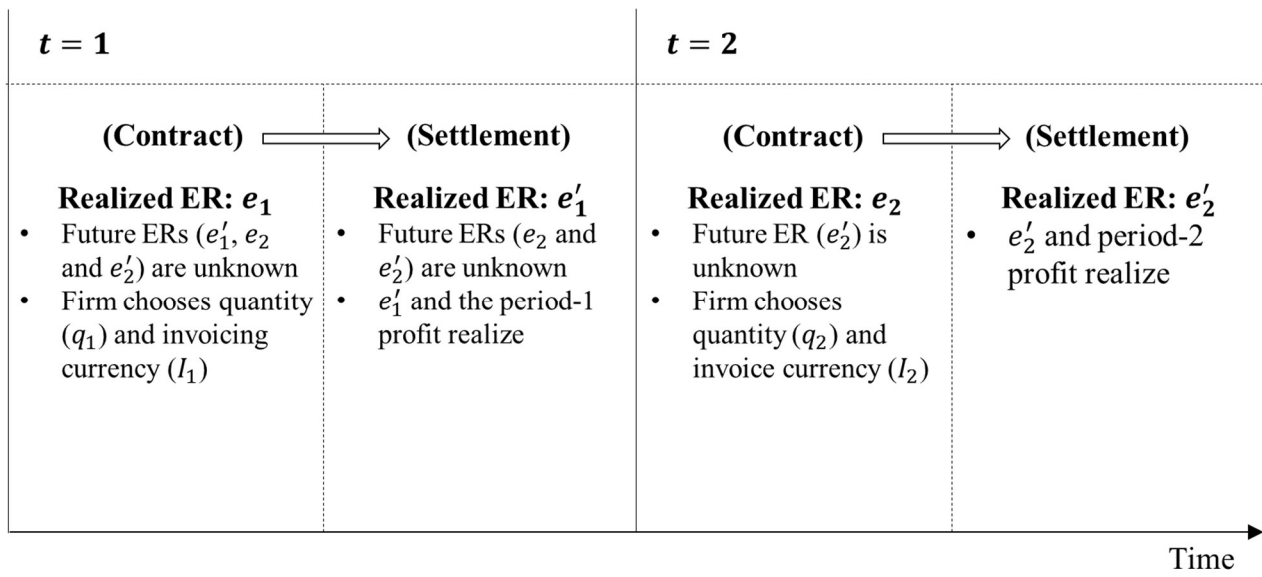 t = 1
t = 2
(Contract)
(Settlement)
(Contract)
(Settlement)
Realized ER: e₁
• Future ERs (e′₁, e₂
and e′₂) are unknown
• Firm chooses quantity
(q₁) and invoicing
currency (I₁)
Realized ER: e′₁
• Future ERs (e₂ and
e′₂) are unknown
• e′₁ and the period-1
profit realize
Realized ER: e₂
• Future ER (e′₂) is
unknown
• Firm chooses
quantity (q₂) and
invoice currency (I₂)
Realized ER: e′₂
• e′₂ and period-2
profit realize
Time